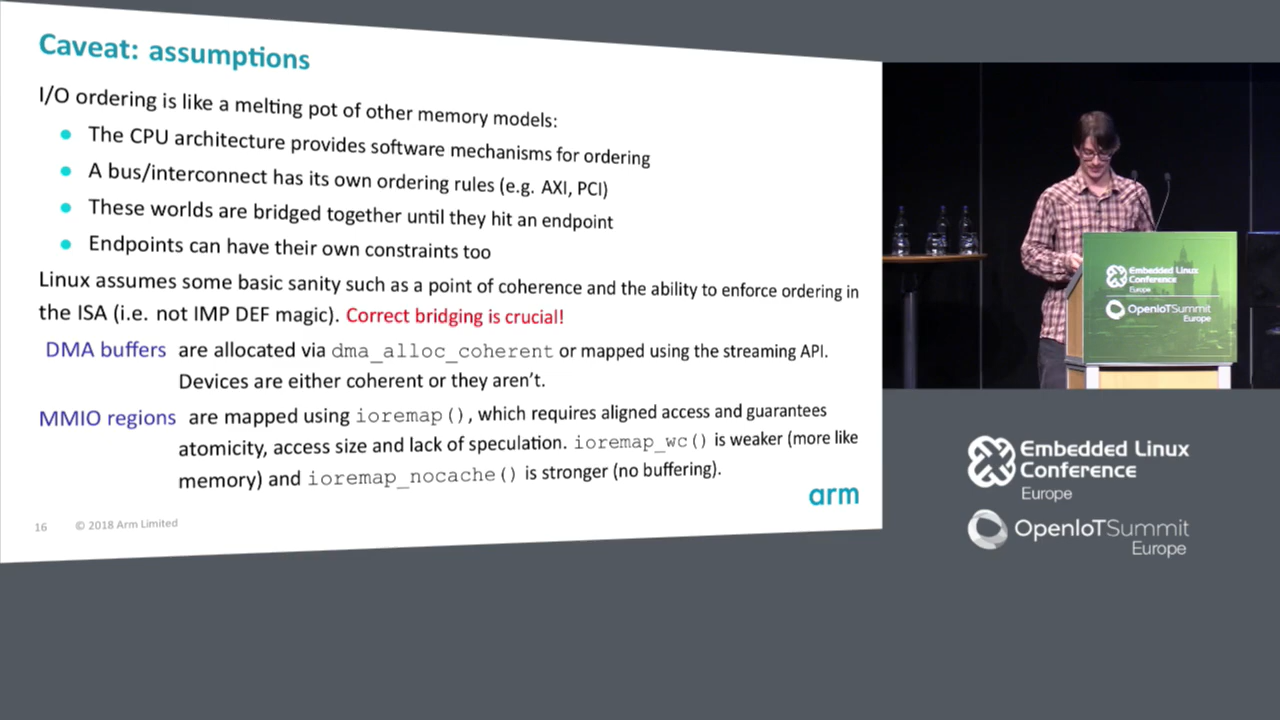 Caveat: assumptions
I/O ordering is like a melting pot of other memory models:
● The CPU architecture provides software mechanisms for ordering
● A bus/interconnect has its own ordering rules (e.g. AXI, PCI)
● These worlds are bridged together until they hit an endpoint
● Endpoints can have their own constraints too
Linux assumes some basic sanity such as a point of coherence and the ability to enforce ordering in
the ISA (i.e. not IMP DEF magic). Correct bridging is crucial!
DMA buffers are allocated via dma_alloc_coherent or mapped using the streaming API.
Devices are either coherent or they aren't.
MMIO regions are mapped using ioremap(), which requires aligned access and guarantees
atomicity, access size and lack of speculation. ioremap_wc() is weaker (more like
memory) and ioremap_nocache() is stronger (no buffering).
arm
16 © 2018 Arm Limited
Embedded Linux
Conference
Europe
OpenIoTSummit
Europe
Embedded Linux
Conference
Europe
OpenIoTSummit
Europe